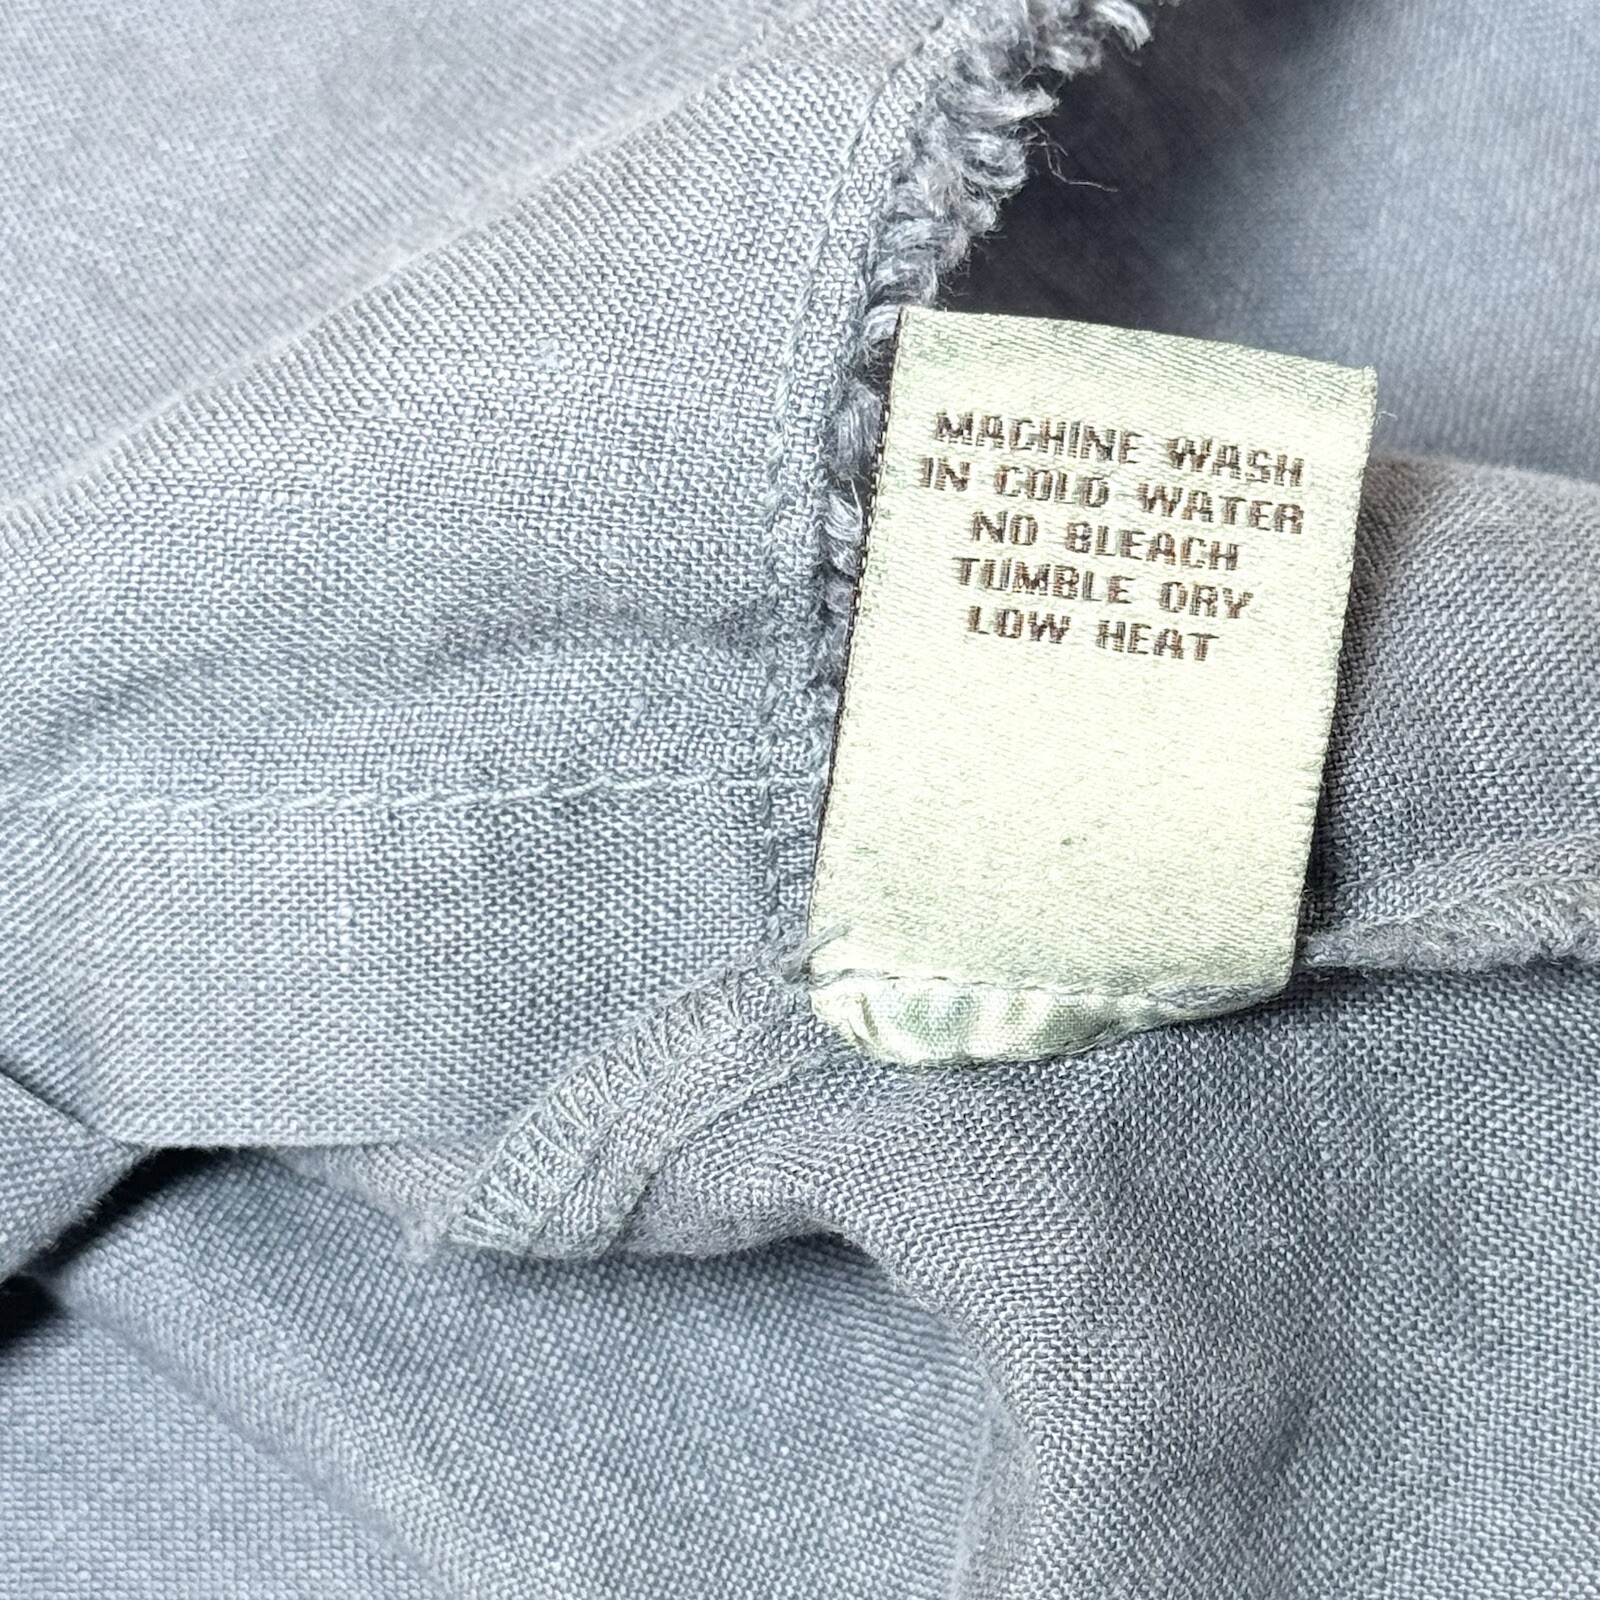 MACHINE WASH
IN COLD WATER
NO BLEACH
TUMBLE DRY
LOW HEAT